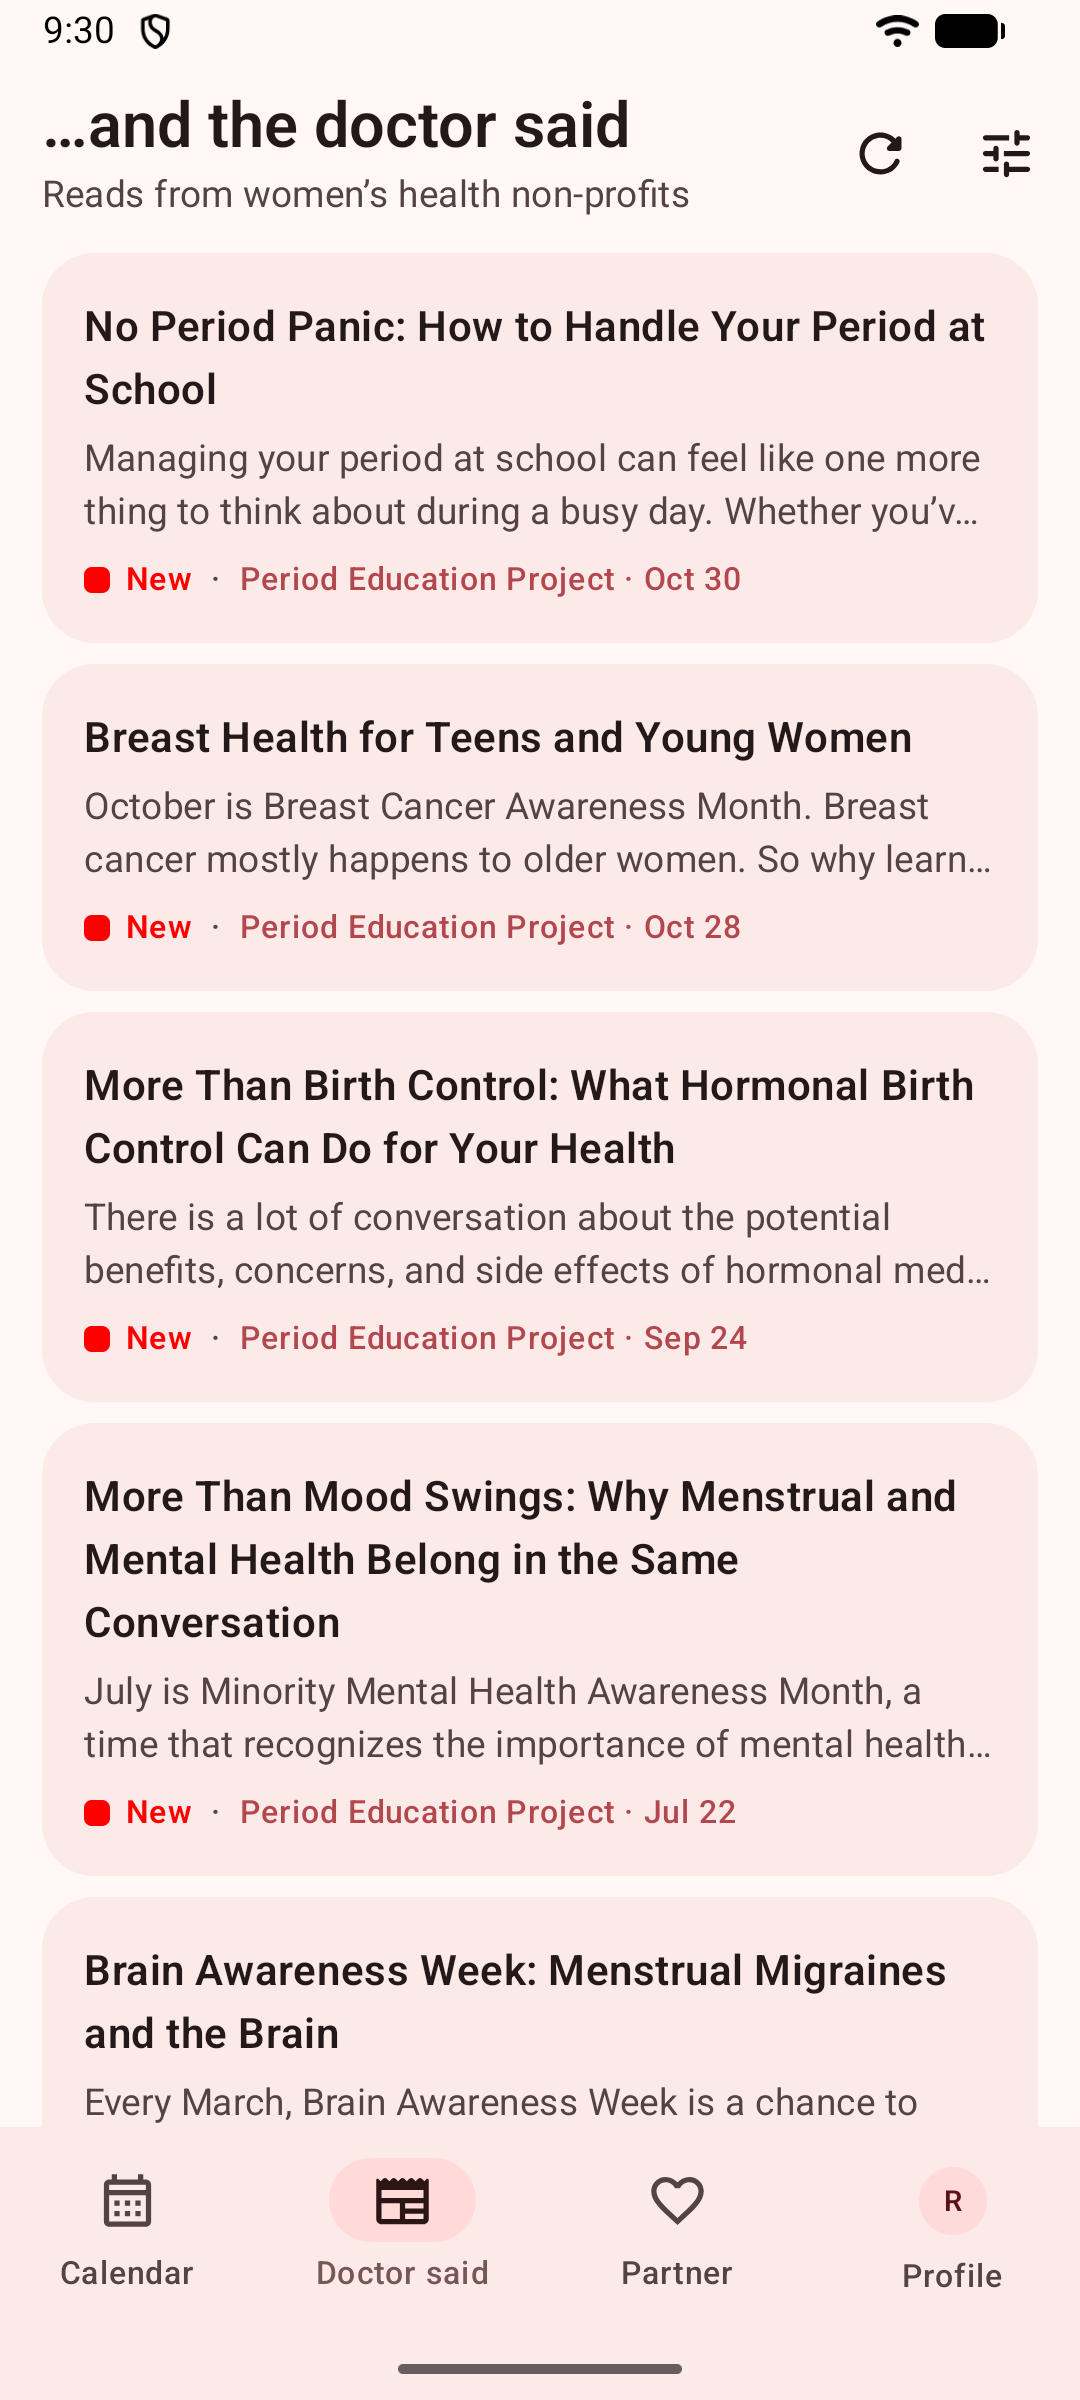 9:30
...and the doctor said
Reads from women’s health non-profits
No Period Panic: How to Handle Your Period at
School
Managing your period at school can feel like one more
thing to think about during a busy day. Whether you’v...
New · Period Education Project · Oct 30
Breast Health for Teens and Young Women
October is Breast Cancer Awareness Month. Breast
cancer mostly happens to older women. So why learn...
New · Period Education Project · Oct 28
More Than Birth Control: What Hormonal Birth
Control Can Do for Your Health
There is a lot of conversation about the potential
benefits, concerns, and side effects of hormonal med...
New · Period Education Project · Sep 24
More Than Mood Swings: Why Menstrual and
Mental Health Belong in the Same
Conversation
July is Minority Mental Health Awareness Month, a
time that recognizes the importance of mental health...
New · Period Education Project · Jul 22
Brain Awareness Week: Menstrual Migraines
and the Brain
Every March, Brain Awareness Week is a chance to
R
Calendar Doctor said Partner Profile